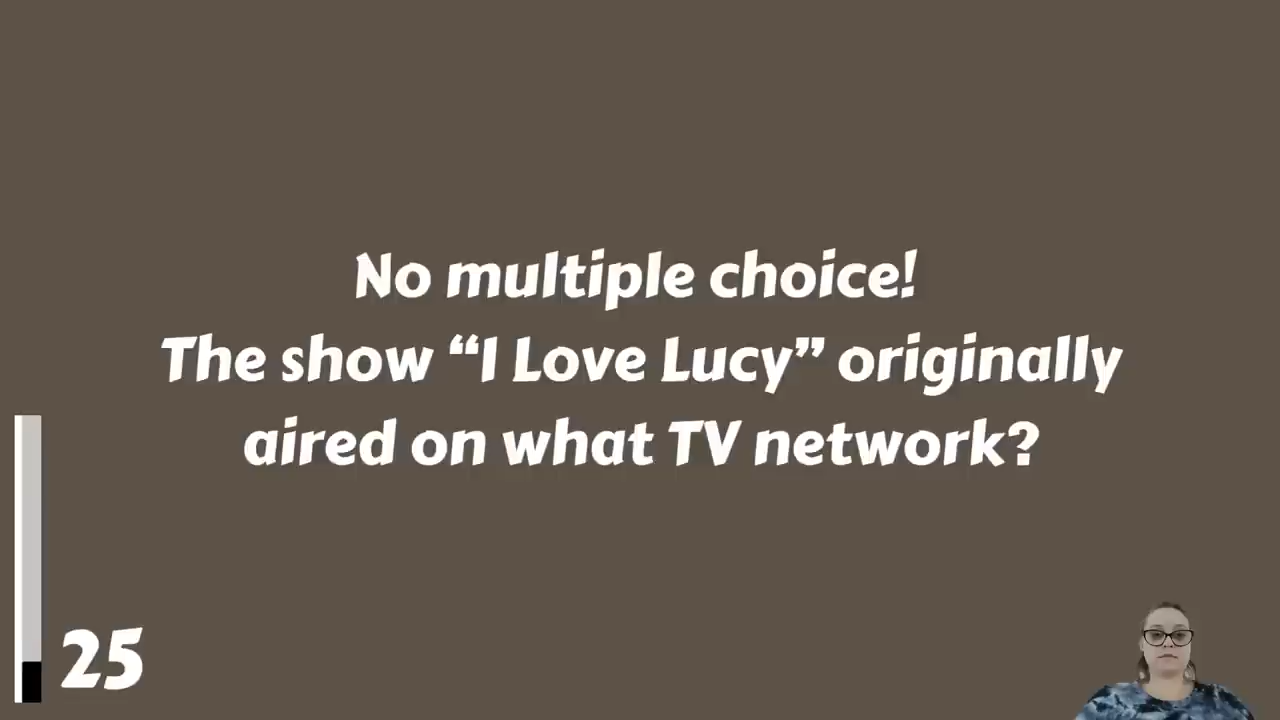 No multiple choice!
The show “I Love Lucy” originally
aired on what TV network?
25